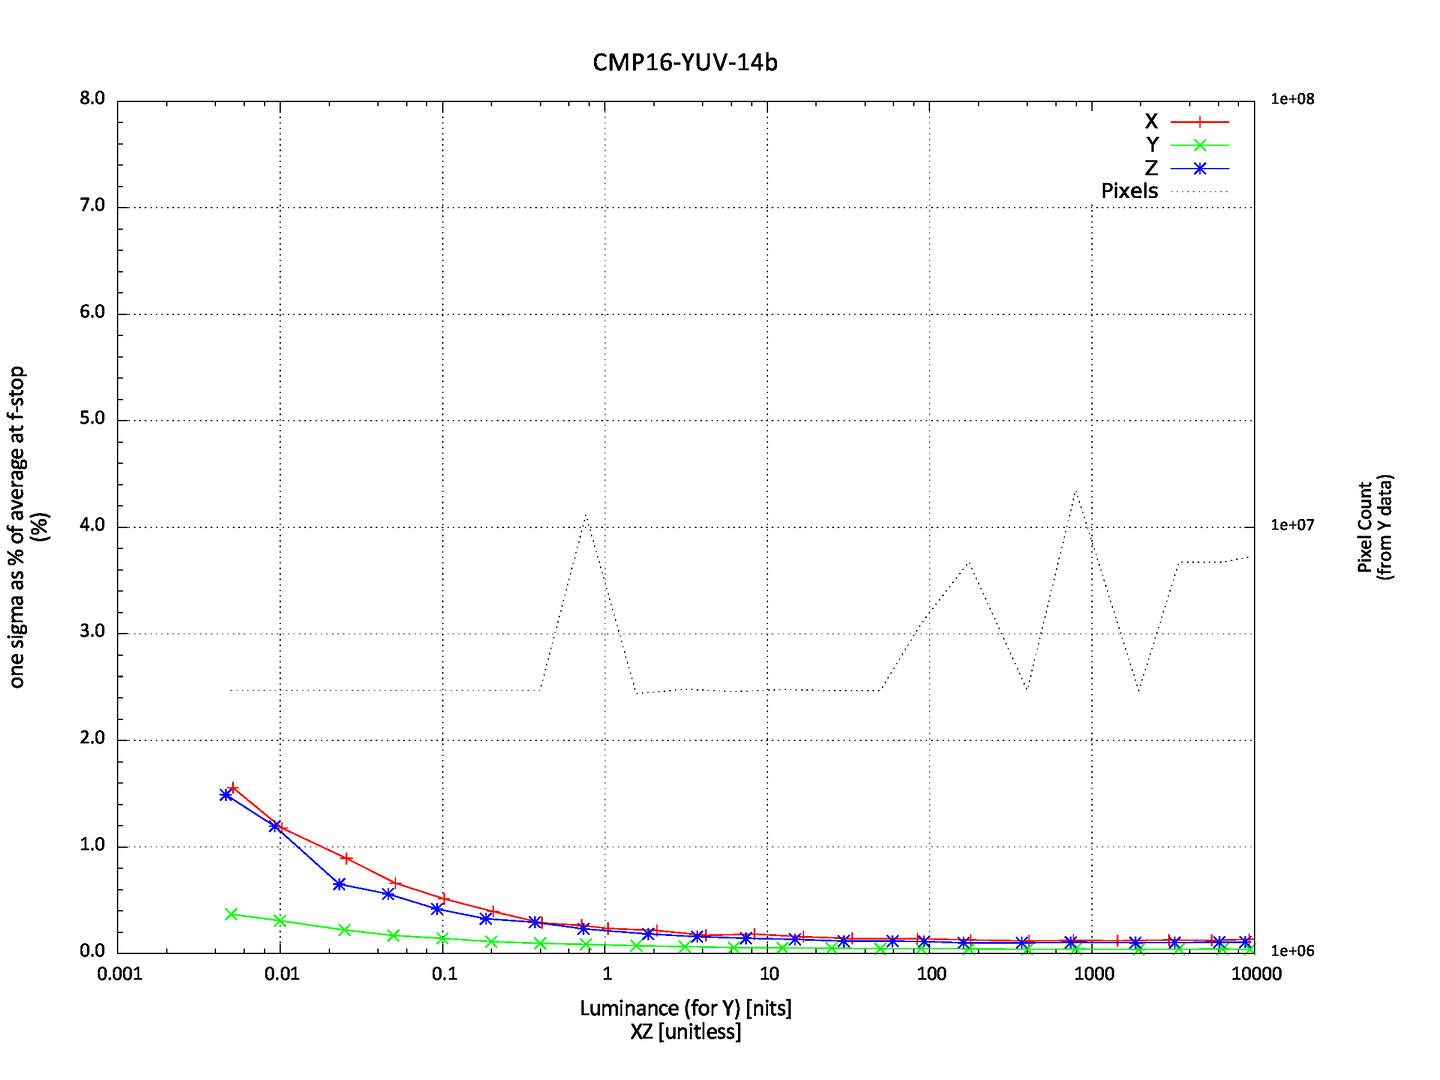 CMP16-YUV-14b
8.0
7.0
6.0
5.0
4.0
3.0
2.0
1.0
0.0
1e+08
1e+07
1e+06
X
Y
Z
Pixels
one sigma as % of average at f-stop
(%)
Pixel Count
(from Y data)
0.001
0.01
0.1
1
10
100
1000
10000
Luminance (for Y) [nits]
XZ [unitless]